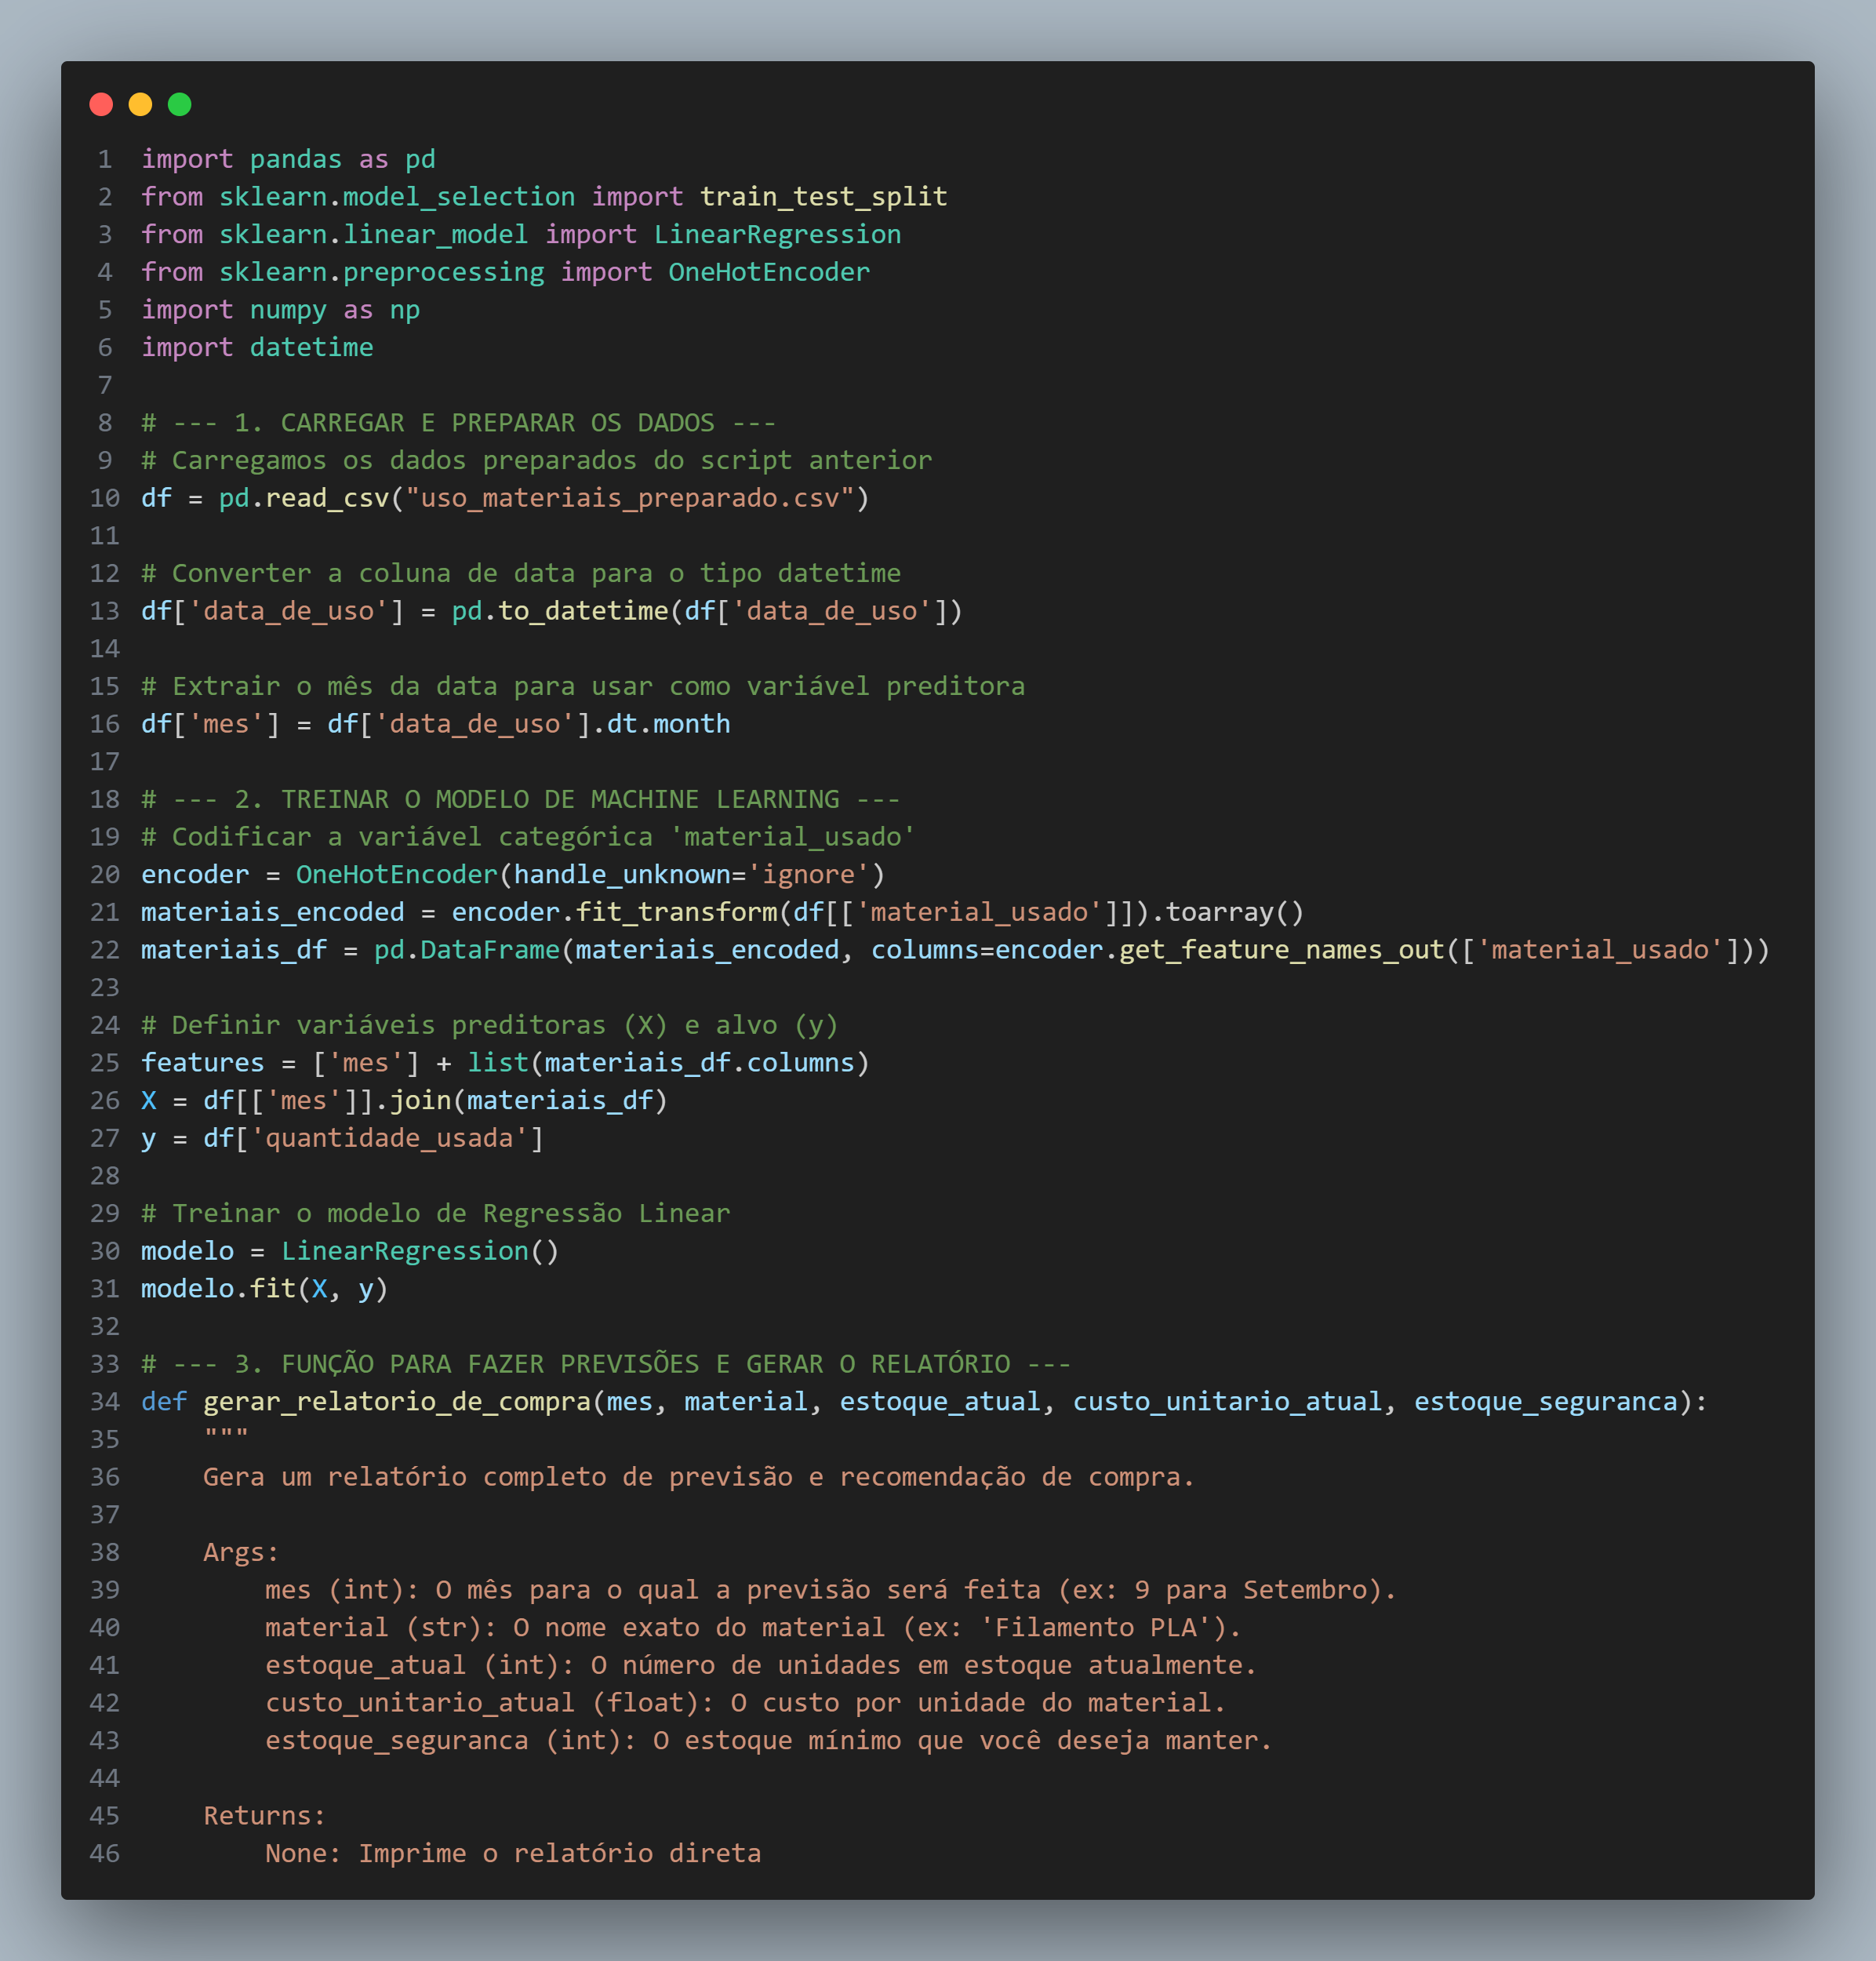 1 import pandas as pd
2 from sklearn.model_selection import train_test_split
3 from sklearn.linear_model import LinearRegression
4 from sklearn.preprocessing import OneHotEncoder
5 import numpy as np
6 import datetime
7
8 # --- 1. CARREGAR E PREPARAR OS DADOS ---
9 # Carregamos os dados preparados do script anterior
10 df = pd.read_csv("uso_materiais_preparado.csv")
11
12 # Converter a coluna de data para o tipo datetime
13 df['data_de_uso'] = pd.to_datetime(df['data_de_uso'])
14
15 # Extrair o mês da data para usar como variável preditora
16 df['mes'] = df['data_de_uso'].dt.month
17
18 # --- 2. TREINAR O MODELO DE MACHINE LEARNING ---
19 # Codificar a variável categórica 'material_usado'
20 encoder = OneHotEncoder(handle_unknown='ignore')
21 materiais_encoded = encoder.fit_transform(df[['material_usado']]).toarray()
22 materiais_df = pd.DataFrame(materiais_encoded, columns=encoder.get_feature_names_out(['material_usado']))
23
24 # Definir variáveis preditoras (X) e alvo (y)
25 features = ['mes'] + list(materiais_df.columns)
26 X = df[['mes']].join(materiais_df)
27 y = df['quantidade_usada']
28
29 # Treinar o modelo de Regressão Linear
30 modelo = LinearRegression()
31 modelo.fit(X, y)
32
33 # --- 3. FUNÇÃO PARA FAZER PREVISÕES E GERAR O RELATÓRIO ---
34 def gerar_relatorio_de_compra(mes, material, estoque_atual, custo_unitario_atual, estoque_seguranca):
35     """
36     Gera um relatório completo de previsão e recomendação de compra.
37
38     Args:
39         mes (int): O mês para o qual a previsão será feita (ex: 9 para Setembro).
40         material (str): O nome exato do material (ex: 'Filamento PLA').
41         estoque_atual (int): O número de unidades em estoque atualmente.
42         custo_unitario_atual (float): O custo por unidade do material.
43         estoque_seguranca (int): O estoque mínimo que você deseja manter.
44
45     Returns:
46         None: Imprime o relatório direta